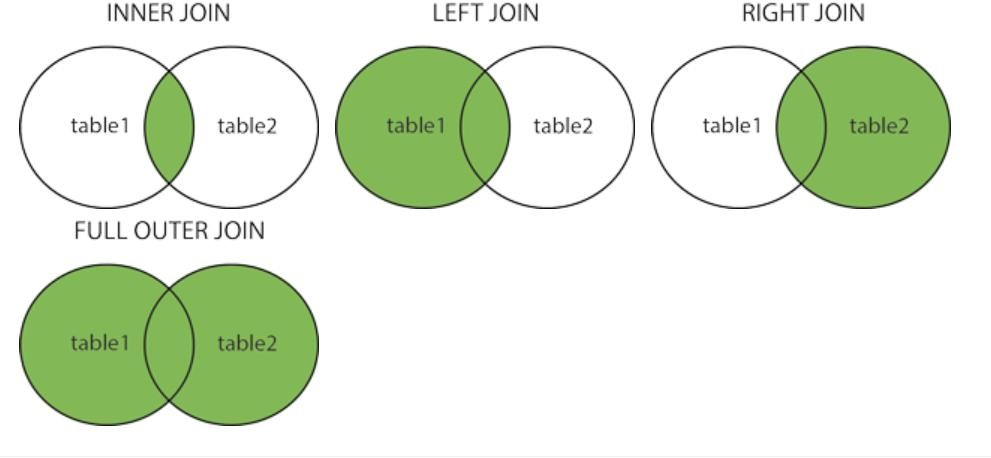 INNER JOIN
LEFT JOIN
RIGHT JOIN
table1
table2
table1
table2
table1
table2
FULL OUTER JOIN
table1
table2